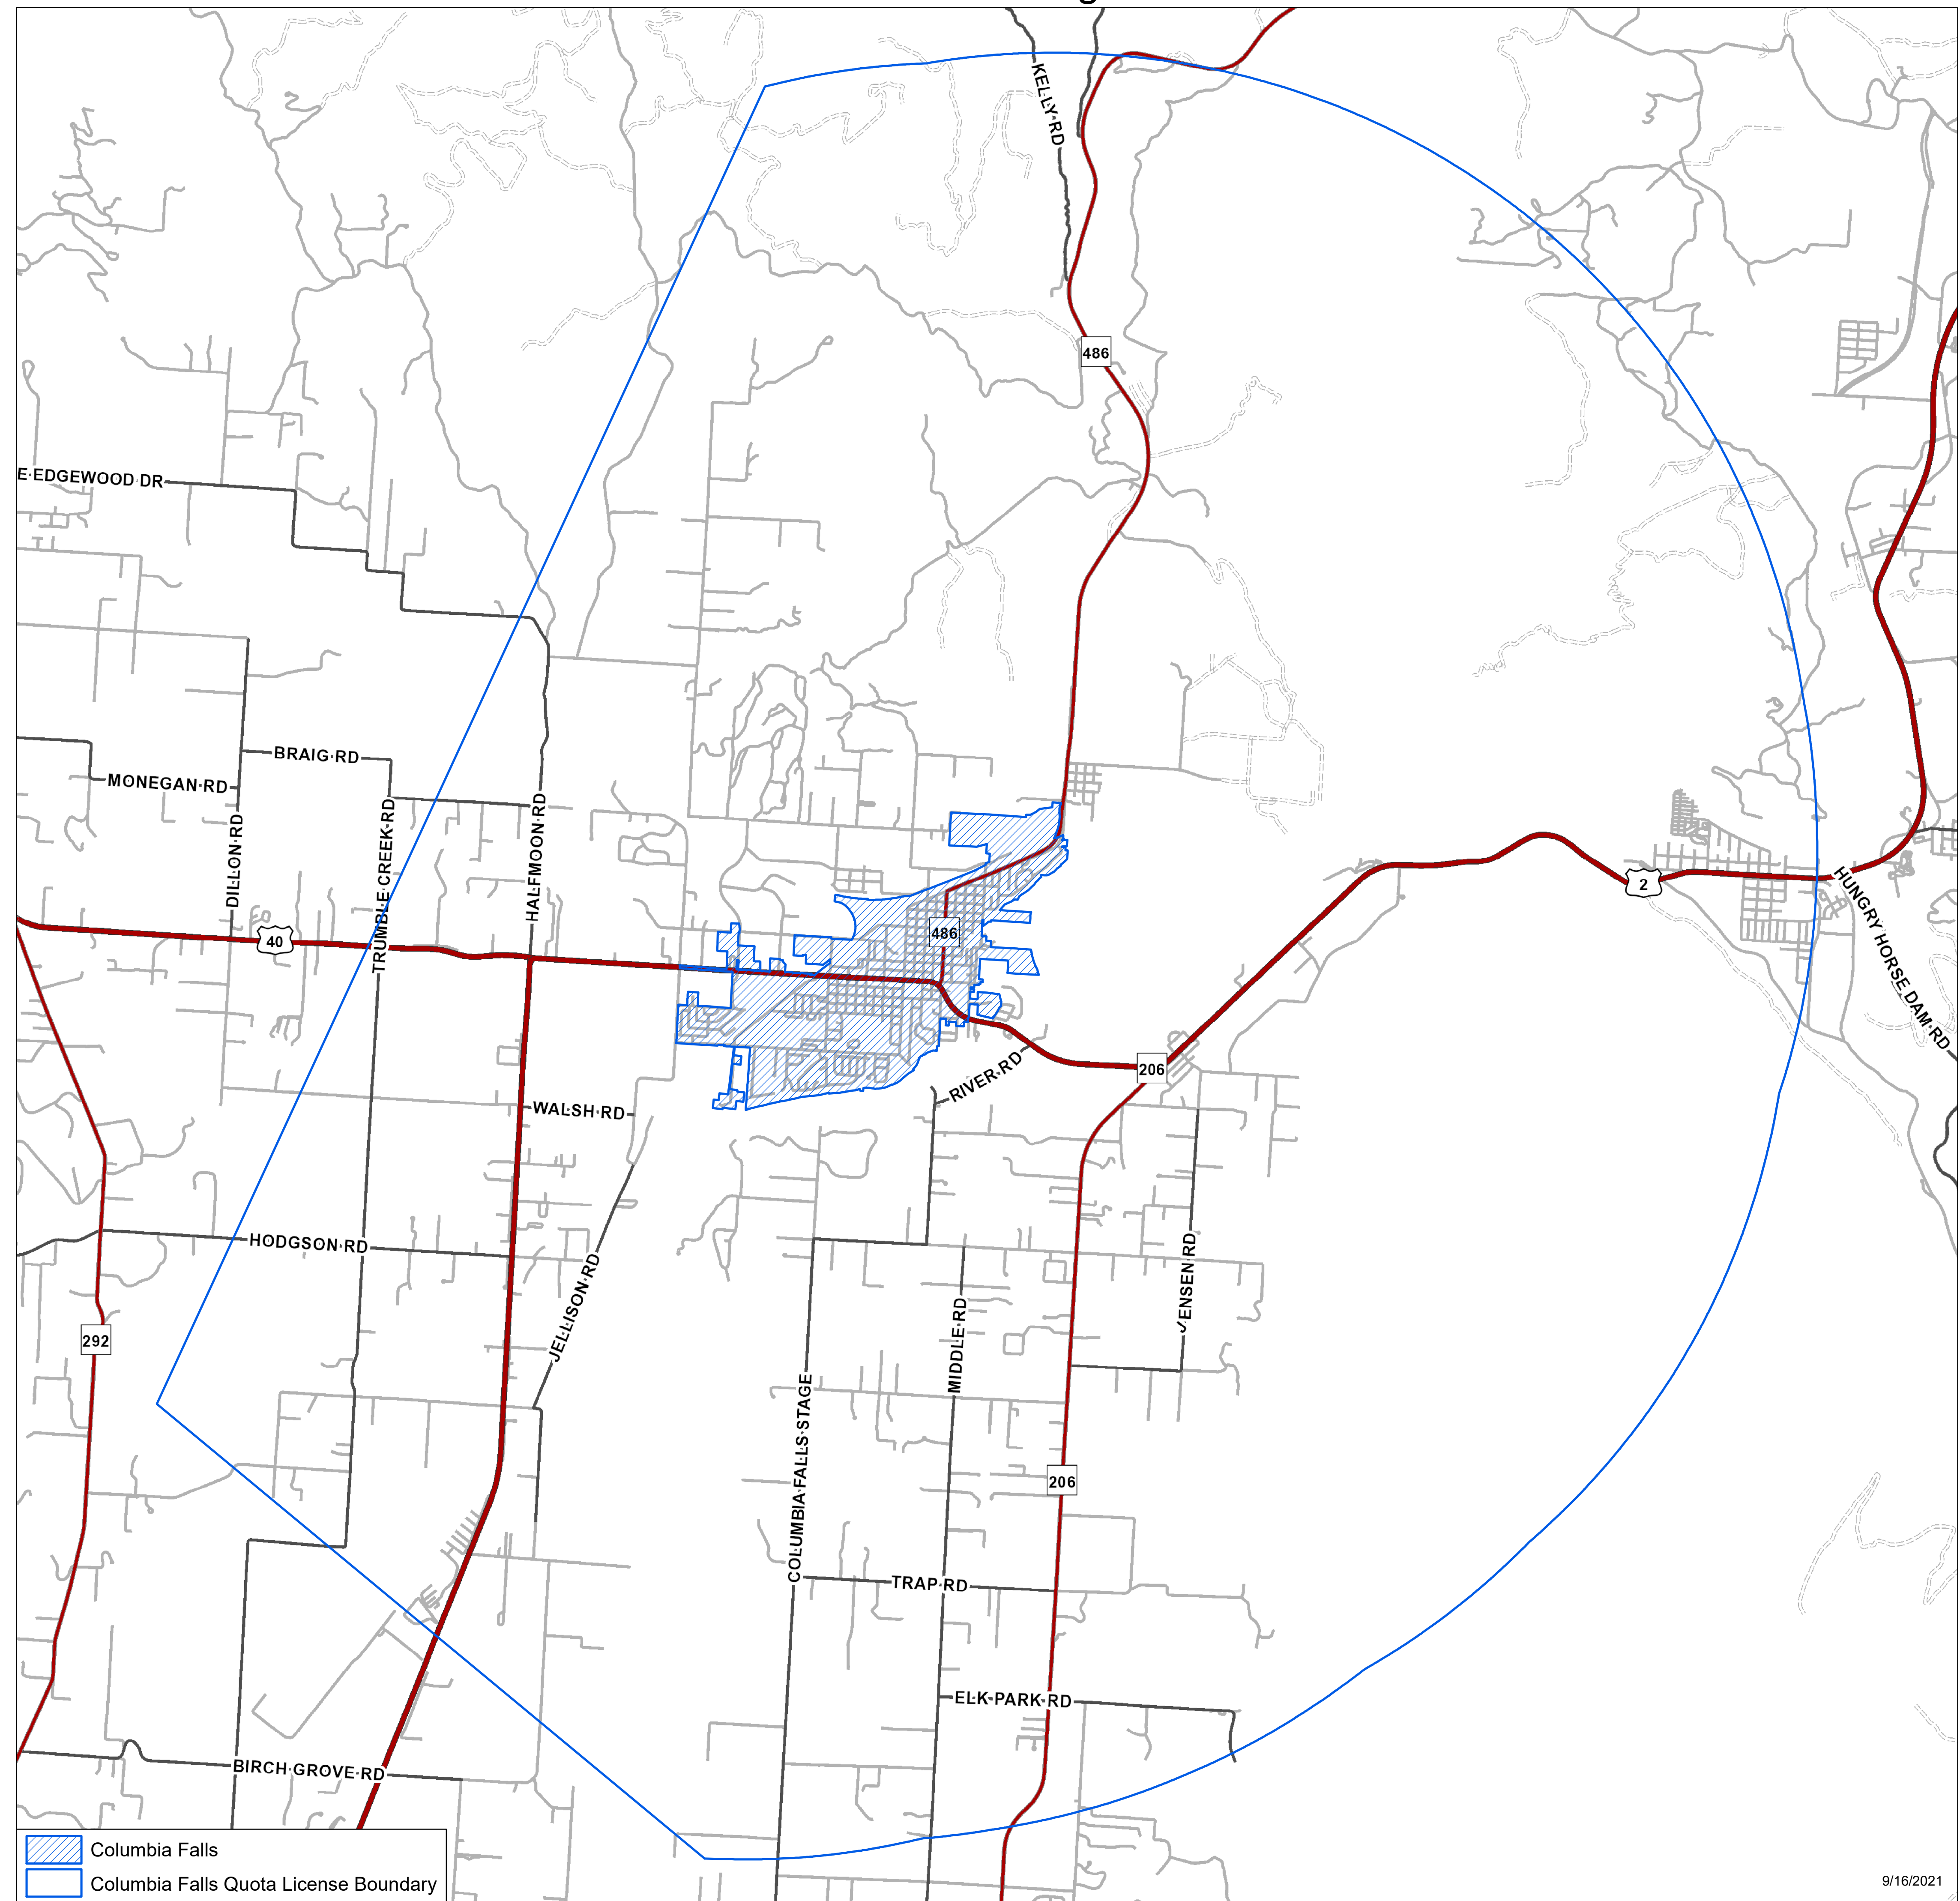 KELLY RD
486
E EDGEWOOD DR
BRAIG RD
MONEGAN RD
DILLON RD
TRUMBLE CREEK RD
HALFMOON RD
40
486
2
HUNGRY HORSE DAM RD
206
RIVER RD
WALSH RD
HODGSON RD
JELLISON RD
JENSEN RD
MIDDLE RD
292
COLUMBIA FALLS STAGE
206
TRAP RD
ELK PARK RD
BIRCH GROVE RD
Columbia Falls
Columbia Falls Quota License Boundary
9/16/2021